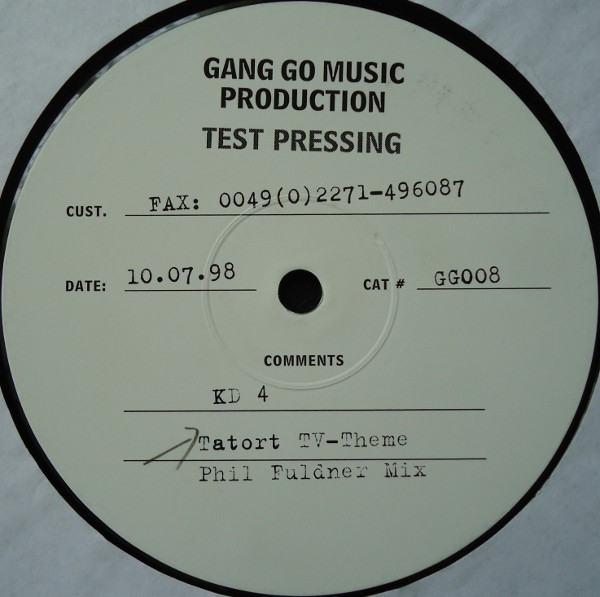 GANG GO MUSIC
PRODUCTION
TEST PRESSING
CUST. FAX: 0049(0)2271-496087
DATE: 10.07.98 CAT # GG008
COMMENTS
KD 4
Tatort TV-Theme
Phil Fuldner Mix